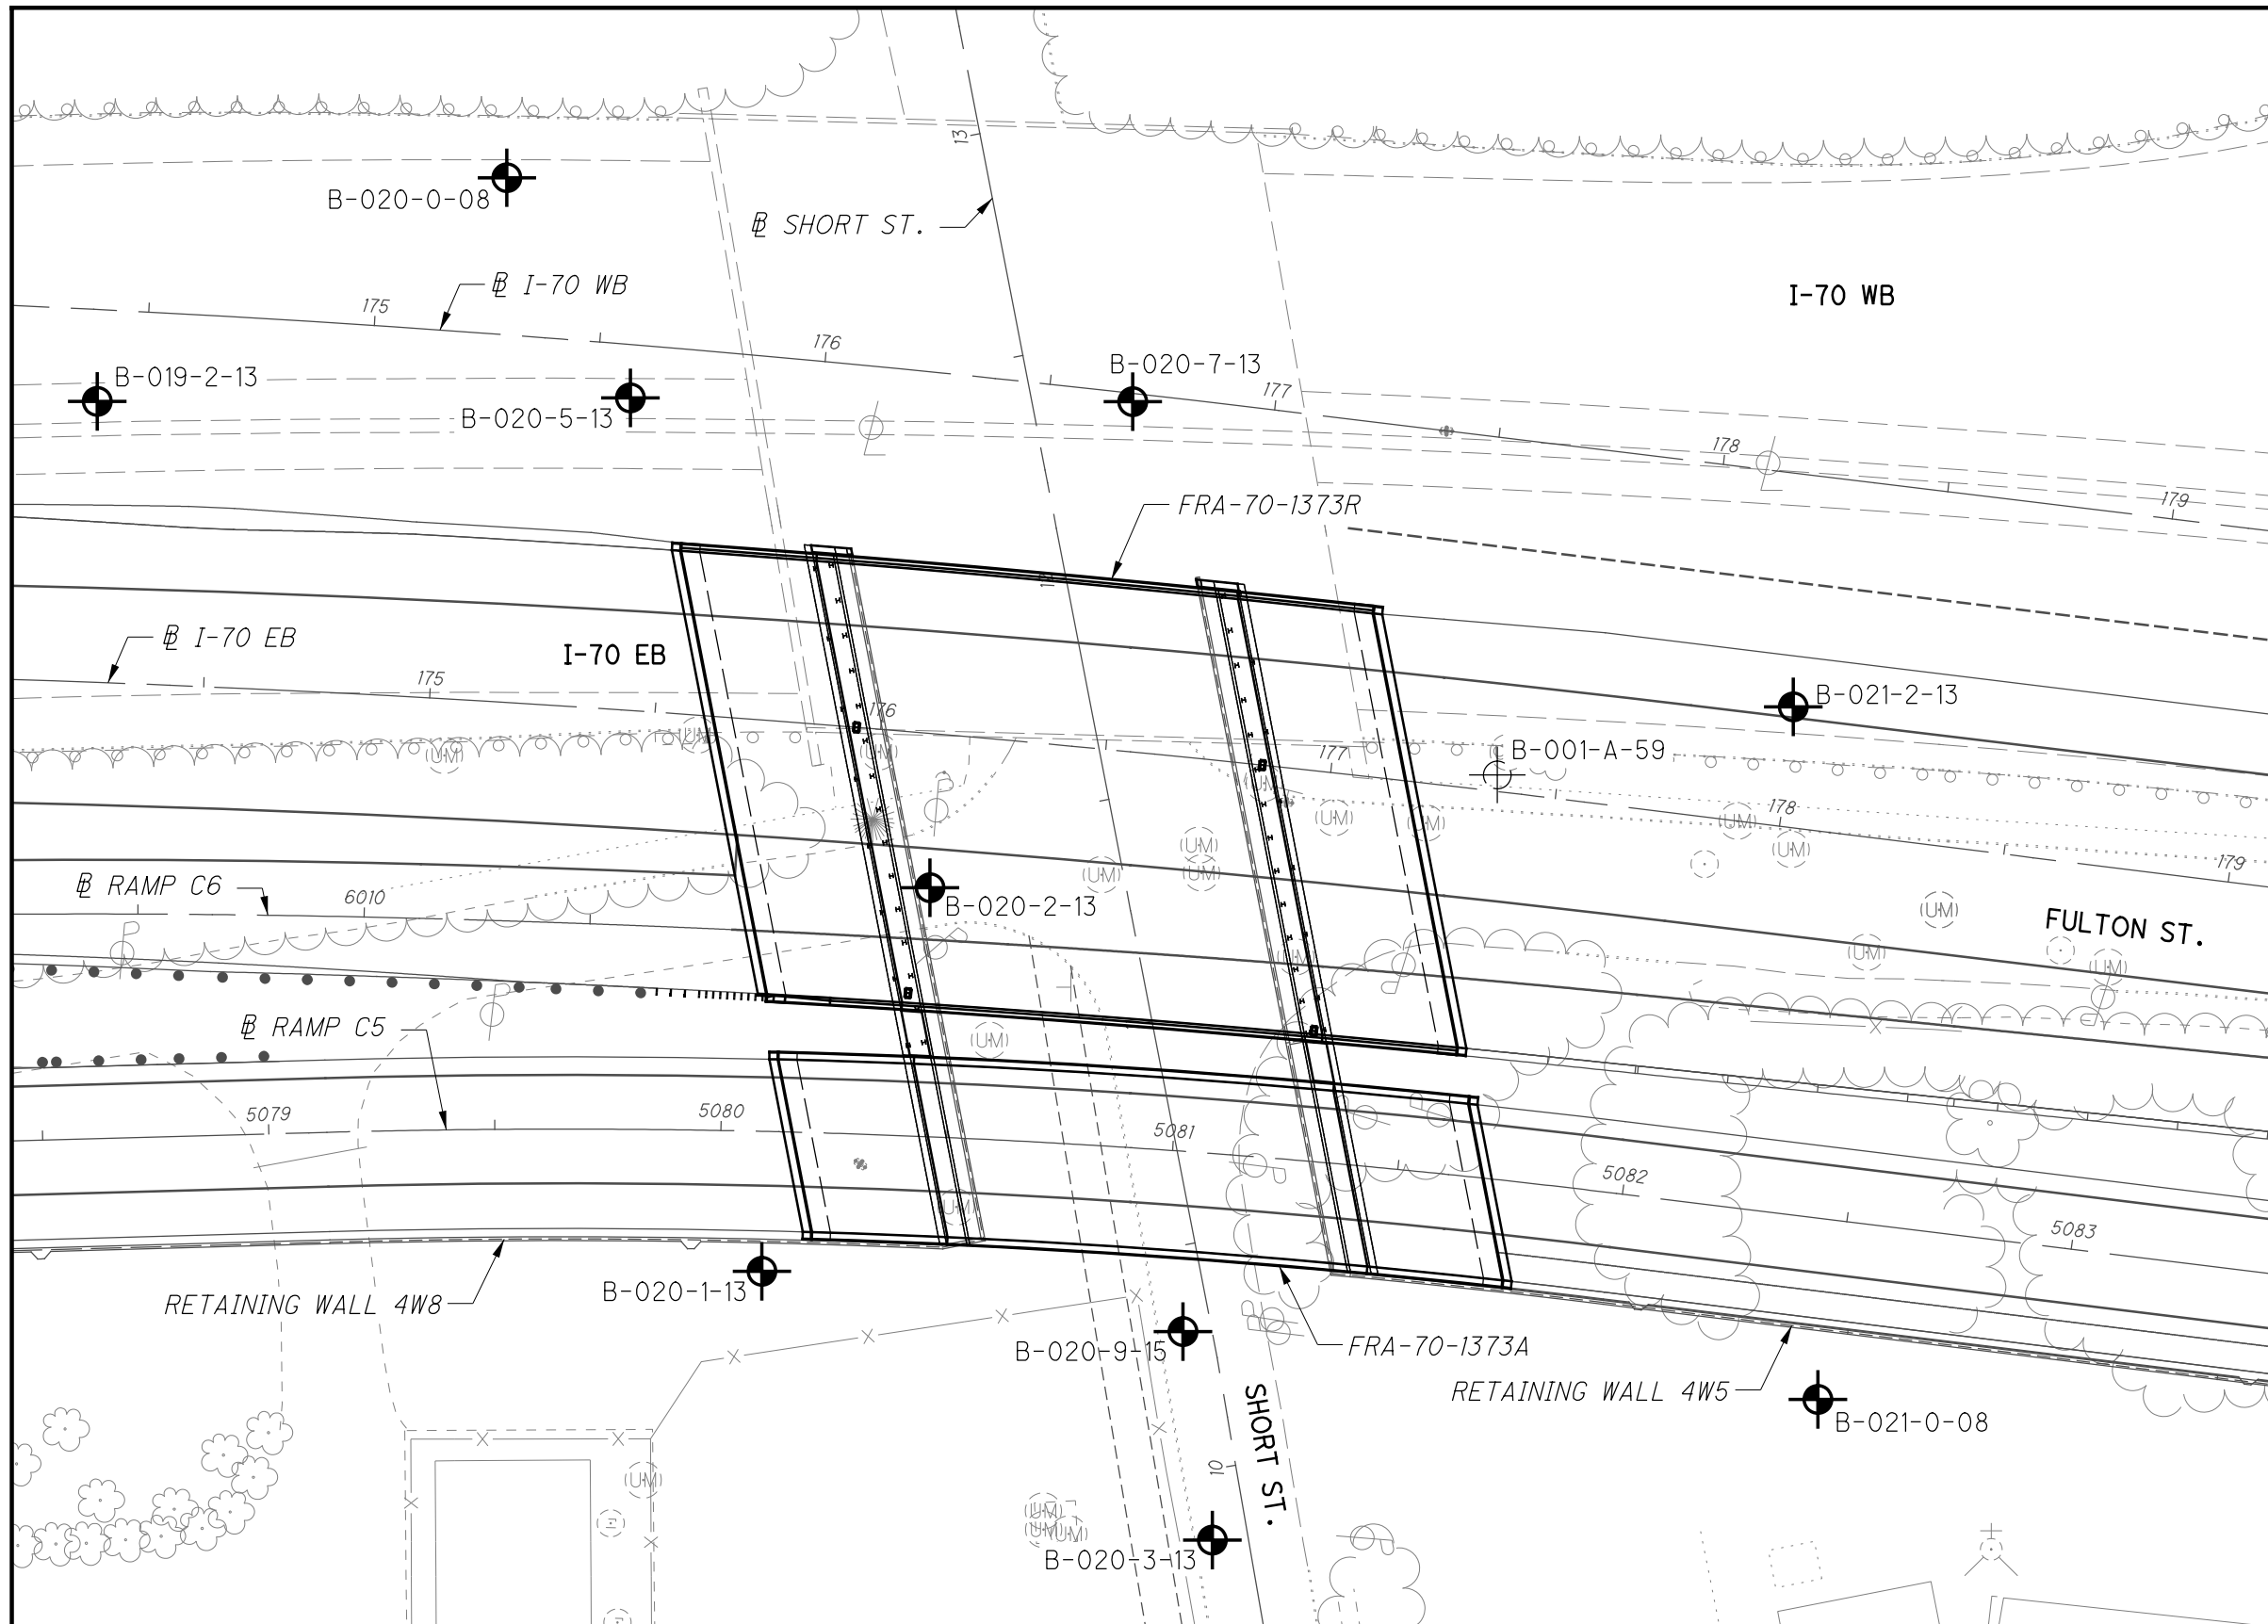 13
B-020-0-08
℄ SHORT ST.
℄ I-70 WB
I-70 WB
175
176
B-019-2-13
B-020-7-13
177
B-020-5-13
178
179
FRA-70-1373R
12
℄ I-70 EB
I-70 EB
175
176
B-021-2-13
177
B-001-A-59
178
179
℄ RAMP C6
6010
B-020-2-13
FULTON ST.
℄ RAMP C5
5079
5080
5081
5082
5083
RETAINING WALL 4W8
B-020-1-13
B-020-9-15
FRA-70-1373A
RETAINING WALL 4W5
B-021-0-08
SHORT ST.
10
B-020-3-13